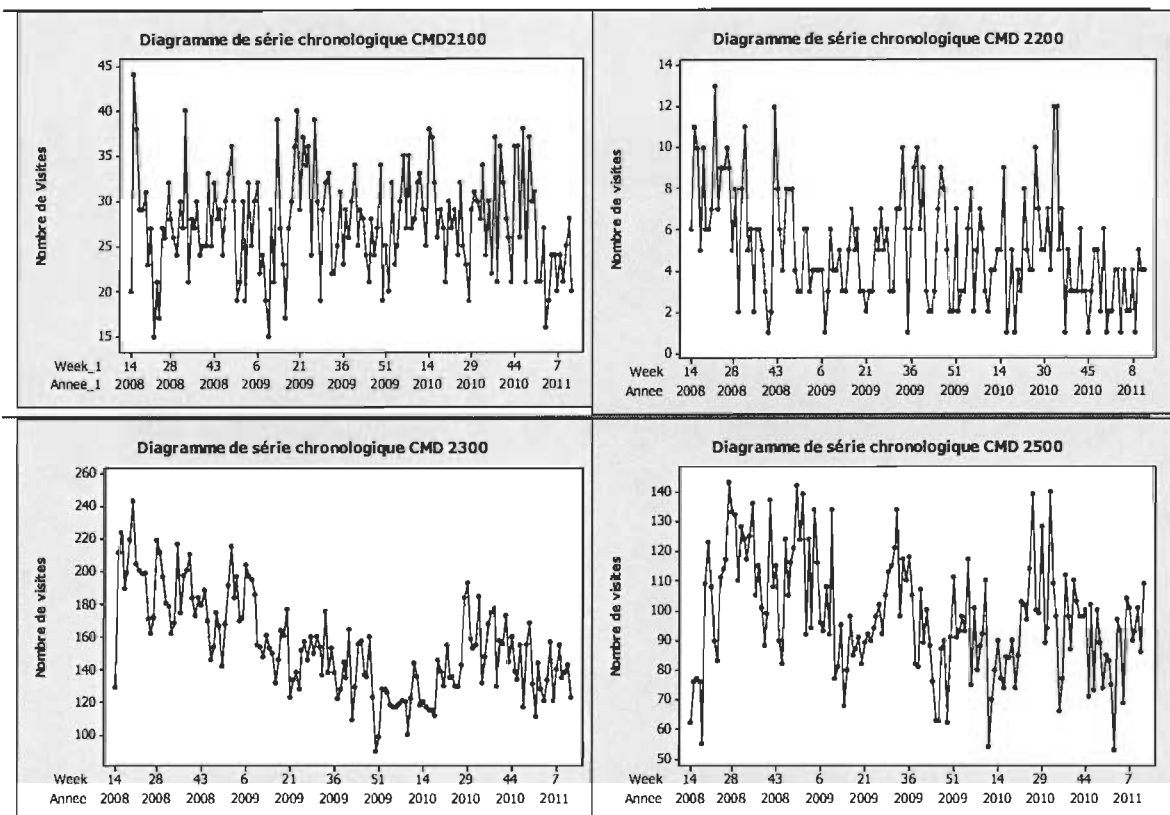 Diagramme de série chronologique CMD2100
45
40
35
30
25
20
15
Nombre de visites
Week_1 14 28 43 6 21 36 51 14 29 44 7
Annee_1 2008 2008 2008 2009 2009 2009 2009 2010 2010 2010 2011
Diagramme de série chronologique CMD 2200
14
12
10
8
6
4
2
0
Nombre de visites
Week 14 28 43 6 21 36 51 14 30 45 8
Annee 2008 2008 2008 2009 2009 2009 2009 2010 2010 2010 2011
Diagramme de série chronologique CMD 2300
260
240
220
200
180
160
140
120
100
Nombre de visites
Week 14 28 43 6 21 36 51 14 29 44 7
Annee 2008 2008 2008 2009 2009 2009 2009 2010 2010 2010 2011
Diagramme de série chronologique CMD 2500
140
130
120
110
100
90
80
70
60
50
Nombre de visites
Week 14 28 43 6 21 36 51 14 29 44 7
Annee 2008 2008 2008 2009 2009 2009 2009 2010 2010 2010 2011